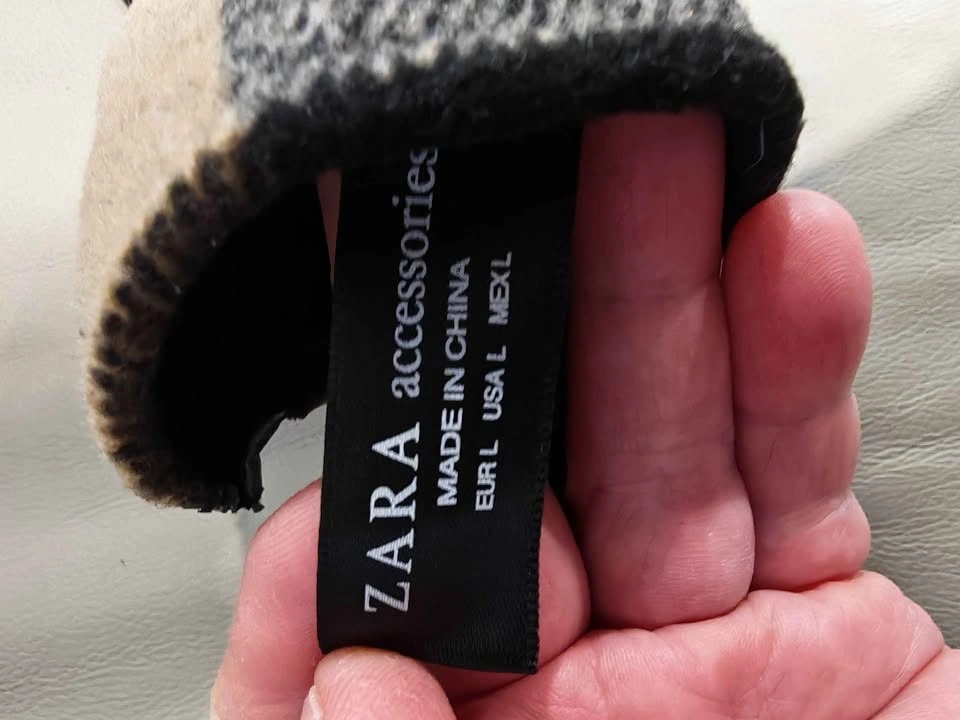 ZARA accessories
MADE IN CHINA
EUR L USA L MEX L